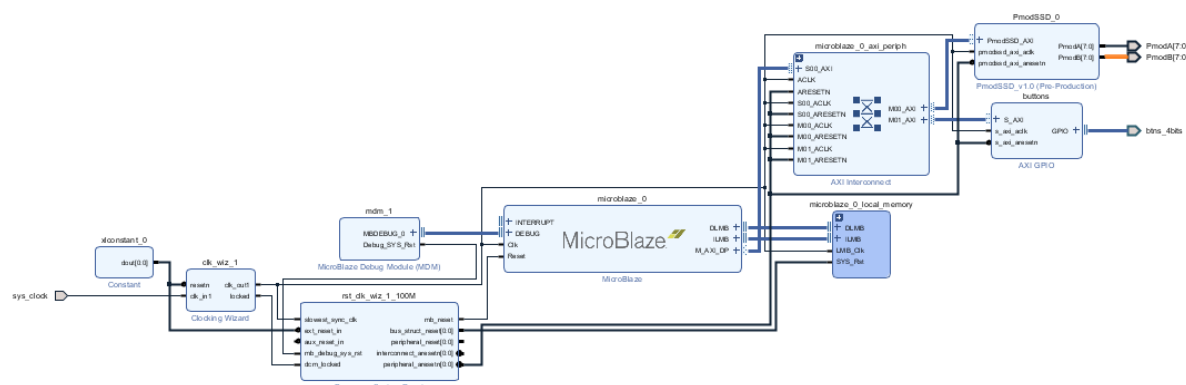 PmodSSD_0
PmodSSD_AXI
pmodssd_axi_aclk
pmodssd_axi_aresetn
PmodA[7:0]
PmodB[7:0]
PmodSSD_v1.0 (Pre-Production)
PmodA[7:0
PmodB[7:0
microblaze_0_axi_periph
S00_AXI
ACLK
ARESETN
S00_ACLK
S00_ARESETN
M00_ACLK
M00_ARESETN
M01_ACLK
M01_ARESETN
M00_AXI
M01_AXI
AXI Interconnect
buttons
S_AXI
s_axi_aclk
s_axi_aresetn
GPIO
AXI GPIO
btns_4bits
microblaze_0
INTERRUPT
DEBUG
Clk
Reset
MicroBlaze
DLMB
ILMB
M_AXI_DP
MicroBlaze
microblaze_0_local_memory
DLMB
ILMB
LMB_Clk
SYS_Rst
mdm_1
MBDEBUG_0
Debug_SYS_Rst
MicroBlaze Debug Module (MDM)
xlconstant_0
dout[0:0]
Constant
clk_wiz_1
resetn
clk_in1
clk_out1
locked
Clocking Wizard
sys_clock
rst_clk_wiz_1_100M
slowest_sync_clk
ext_reset_in
aux_reset_in
mb_debug_sys_rst
dcm_locked
mb_reset
bus_struct_reset[0:0]
peripheral_reset[0:0]
interconnect_aresetn[0:0]
peripheral_aresetn[0:0]